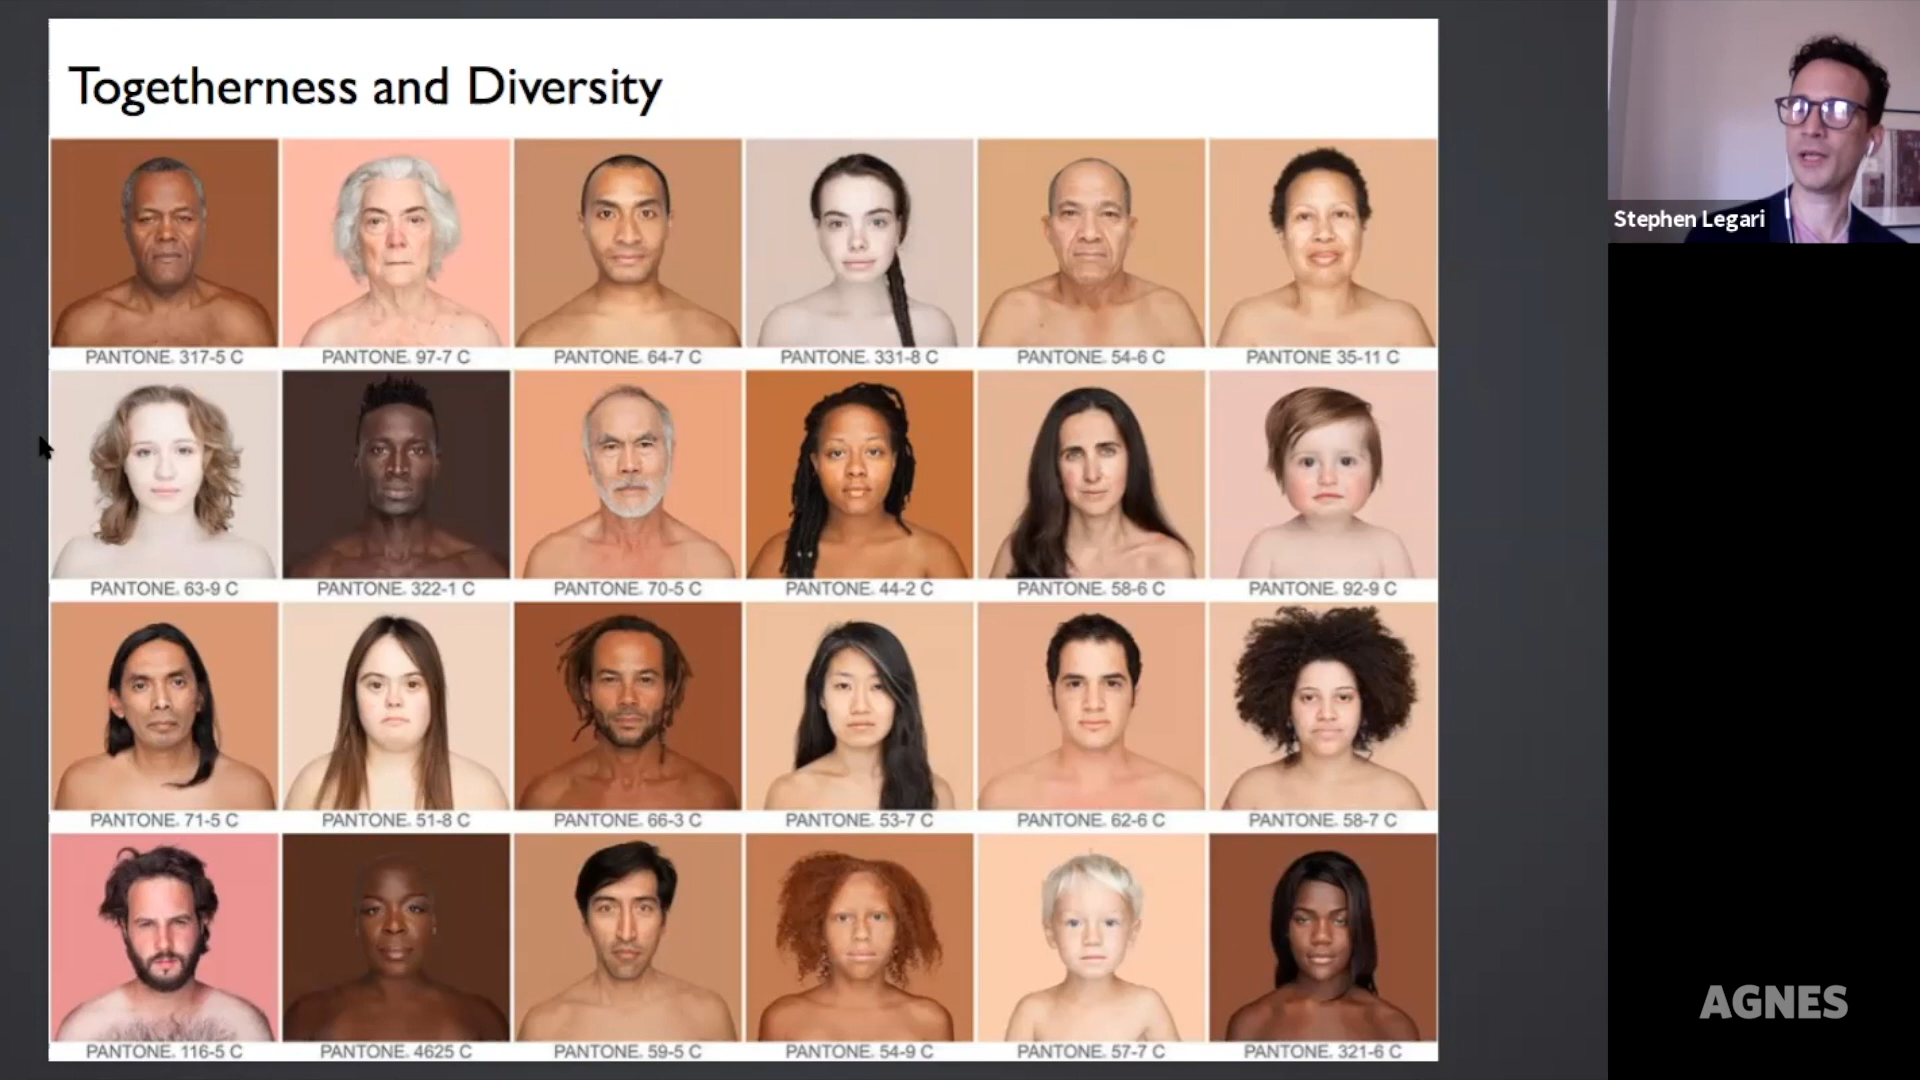 Togetherness and Diversity
Stephen Legari
PANTONE. 317-5 C
PANTONE. 97-7 C
PANTONE. 64-7 C
PANTONE. 331-8 C
PANTONE. 54-6 C
PANTONE 35-11 C
PANTONE. 63-9 C
PANTONE. 322-1 C
PANTONE. 70-5 C
PANTONE. 44-2 C
PANTONE. 58-6 C
PANTONE. 92-9 C
PANTONE. 71-5 C
PANTONE. 51-8 C
PANTONE. 66-3 C
PANTONE. 53-7 C
PANTONE. 62-6 C
PANTONE. 58-7 C
PANTONE. 116-5 C
PANTONE. 4625 C
PANTONE. 59-5 C
PANTONE. 54-9 C
PANTONE. 57-7 C
PANTONE. 321-6 C
AGNES